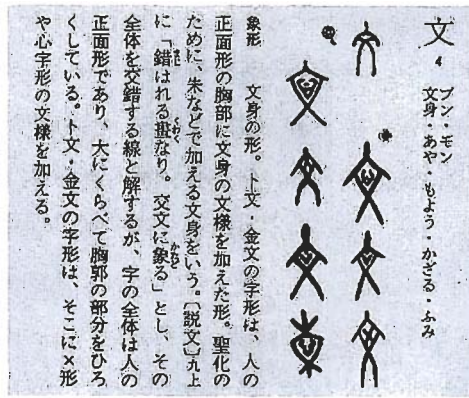 文
4
ブン・モン
文身・あや・もよう・かざる・ふみ
象形　文身の形。卜文・金文の字形は、人の
正面形の胸部に文身の文様を加えた形。聖化の
ために、朱などで加える文身をいう。〔説文〕九上
に「錯はれる畫なり。交文に象る」とし、その
全体を交錯する線と解するが、字の全体は人の
正面形であり、大にくらべて胸郭の部分をひろ
くしている。卜文・金文の字形は、そこに×形
や心字形の文様を加える。